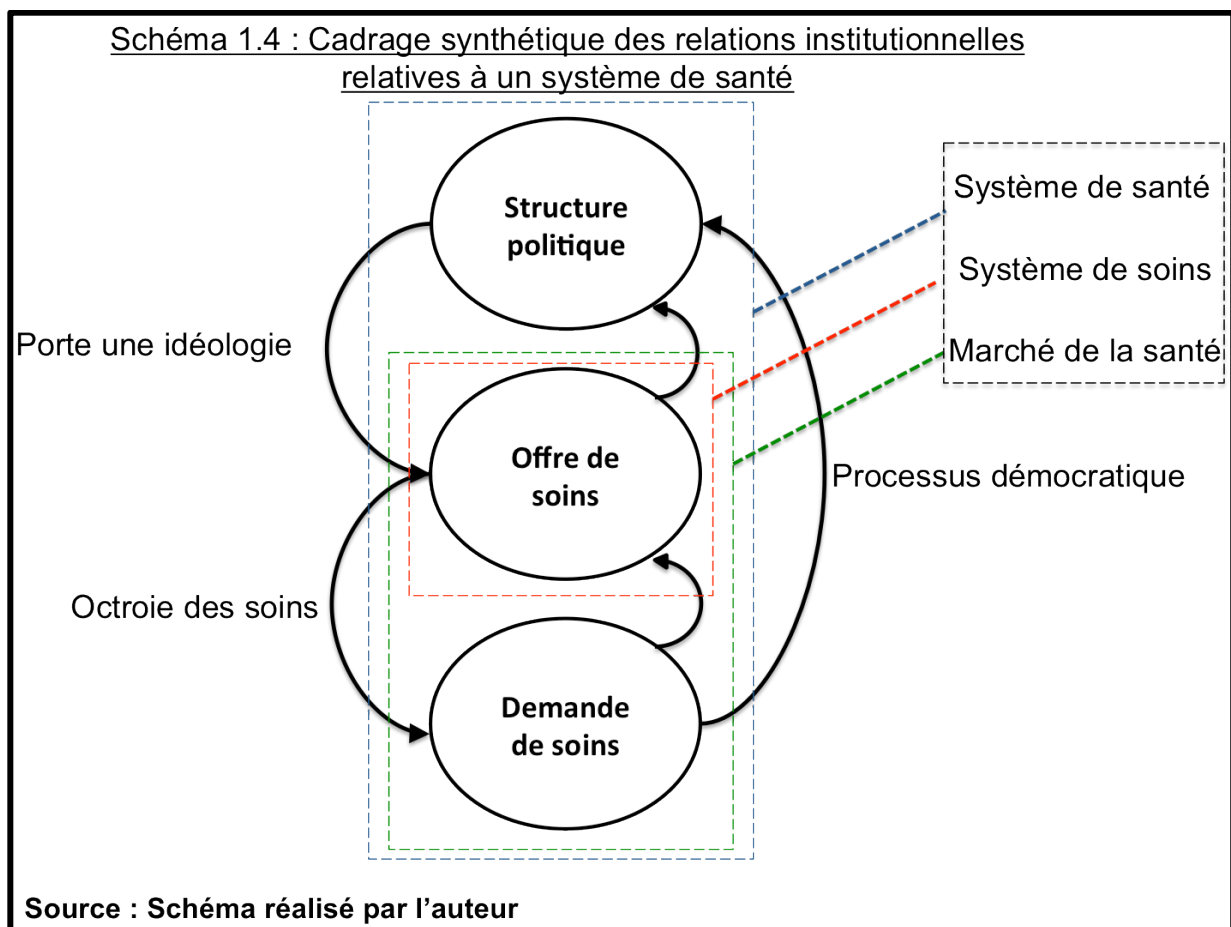 Schéma 1.4 : Cadrage synthétique des relations institutionnelles
relatives à un système de santé
Structure
politique
Système de santé
Système de soins
Marché de la santé
Porte une idéologie
Offre de
soins
Processus démocratique
Octroie des soins
Demande
de soins
Source : Schéma réalisé par l’auteur